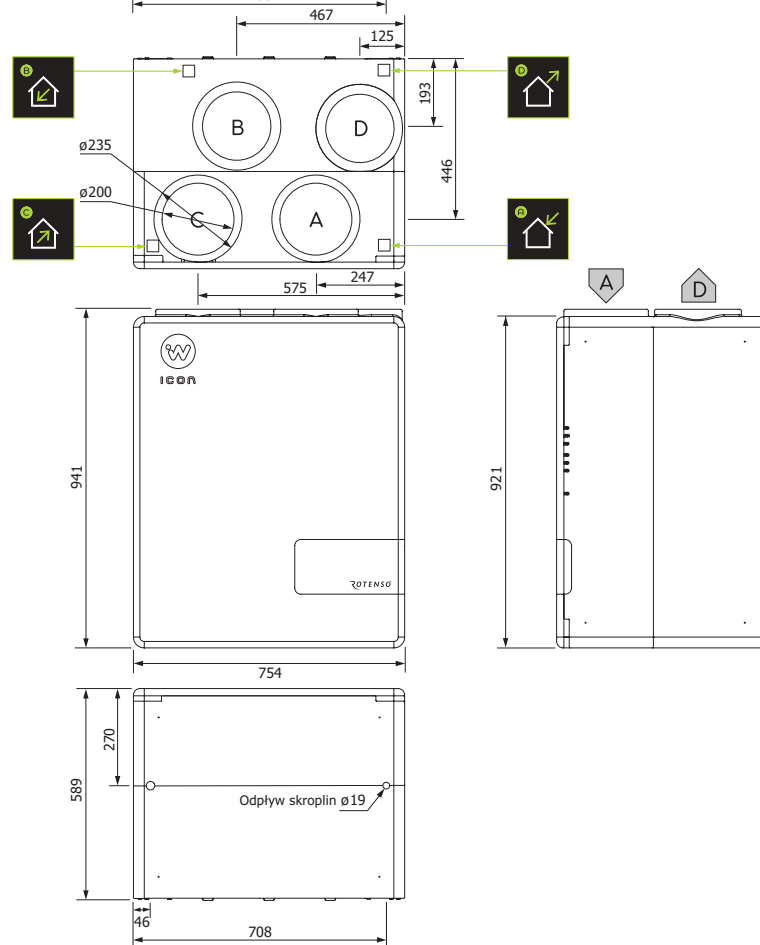 467
125
B
D
193
B
D
ø235
446
ø200
C
A
C
A
247
575
A
D
ICON
941
921
ROTENSO
754
270
589
Odpływ skroplin ø19
46
708